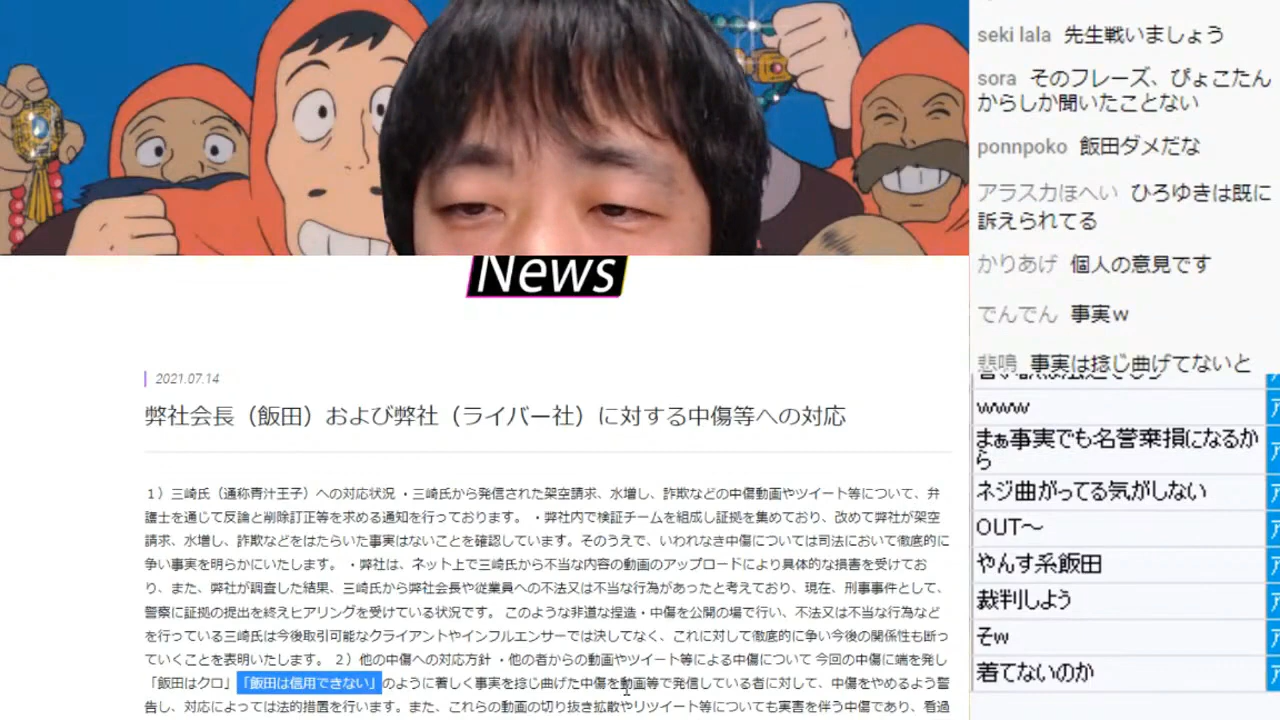 News
2021.07.14
弊社会長（飯田）および弊社（ライバー社）に対する中傷等への対応
１）三崎氏（通称青汁王子）への対応状況 ・三崎氏から発信された架空請求、水増し、詐欺などの中傷動画やツイート等について、弁
護士を通じて反論と削除訂正等を求める通知を行っております。 ・弊社内で検証チームを組成し証拠を集めており、改めて弊社が架空
請求、水増し、詐欺などをはたらいた事実はないことを確認しています。そのうえで、いわれなき中傷については司法において徹底的に
争い事実を明らかにいたします。 ・弊社は、ネット上で三崎氏から不当な内容の動画のアップロードにより具体的な損害を受けてお
り、また、弊社が調査した結果、三崎氏から弊社会長や従業員への不法又は不当な行為があったと考えており、現在、刑事事件として、
警察に証拠の提出を終えヒアリングを受けている状況です。 このような非道な捏造・中傷を公開の場で行い、不法又は不当な行為など
を行っている三崎氏は今後取引可能なクライアントやインフルエンサーでは決してなく、これに対して徹底的に争い今後の関係性も断っ
ていくことを表明いたします。 ２）他の中傷への対応方針 ・他の者からの動画やツイート等による中傷について 今回の中傷に端を発し
「飯田はクロ」「飯田は信用できない」のように著しく事実を捻じ曲げた中傷を動画等で発信している者に対して、中傷をやめるよう警
告し、対応によっては法的措置を行います。また、これらの動画の切り抜き拡散やリツイート等についても実害を伴う中傷であり、看過
seki lala 先生戦いましょう
sora そのフレーズ、ぴょこたん
からしか聞いたことない
ponnpoko 飯田ダメだな
アラスカほへい ひろゆきは既に
訴えられてる
かりあげ 個人の意見です
でんでん 事実ｗ
悲鳴 事実は捻じ曲げてないと
www
まぁ事実でも名誉棄損になるか
ら
ネジ曲がってる気がしない
OUT～
やんす系飯田
裁判しよう
そw
着てないのか